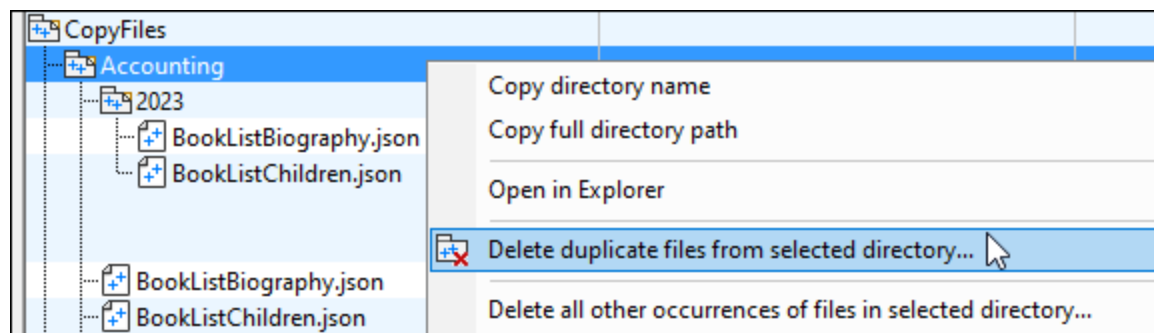 CopyFiles
Accounting
2023
BookListBiography.json
BookListChildren.json
BookListBiography.json
BookListChildren.json
Copy directory name
Copy full directory path
Open in Explorer
Delete duplicate files from selected directory...
Delete all other occurrences of files in selected directory...